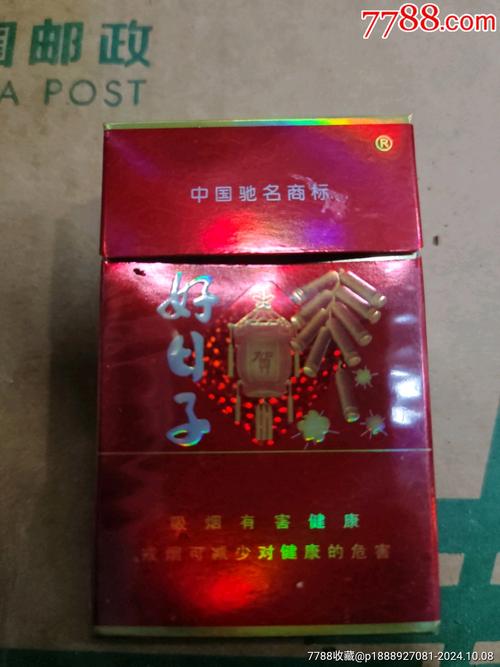 7788.com
国邮政
A POST
®
中国驰名商标
好日子
贺
吸烟有害健康
戒烟可减少对健康的危害
7788收藏@p1888927081-2024.10.08